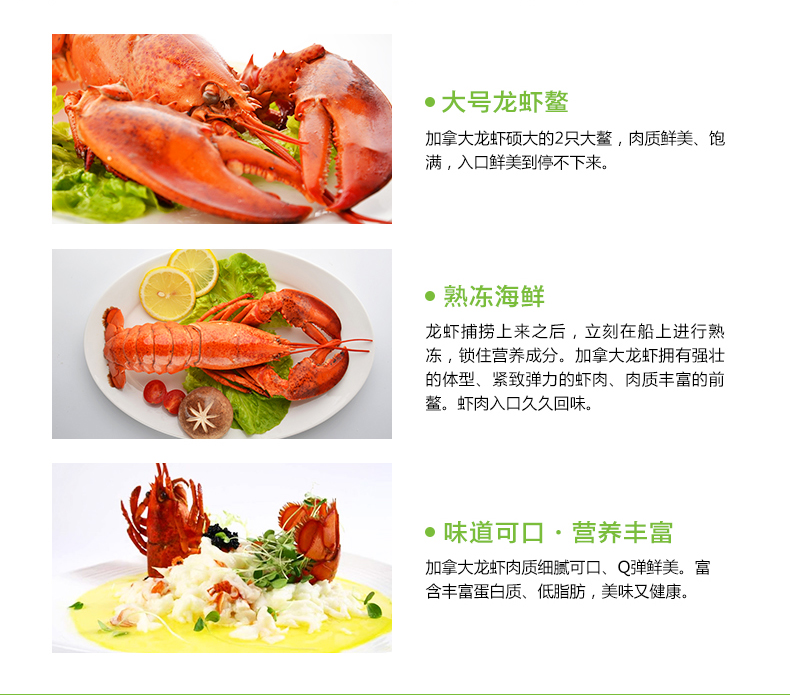 •大号龙虾鳌
加拿大龙虾硕大的2只大鳌，肉质鲜美、饱
满，入口鲜美到停不下来。
•熟冻海鲜
龙虾捕捞上来之后，立刻在船上进行熟
冻，锁住营养成分。加拿大龙虾拥有强壮
的体型、紧致弹力的虾肉、肉质丰富的前
鳌。虾肉入口久久回味。
•味道可口·营养丰富
加拿大龙虾肉质细腻可口、Q弹鲜美。富
含丰富蛋白质、低脂肪，美味又健康。